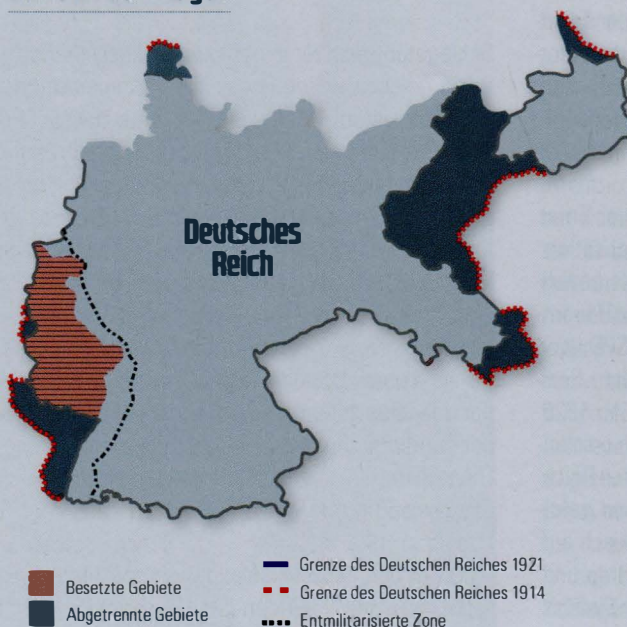 Deutsches
Reich
Besetzte Gebiete
Abgetrennte Gebiete
Grenze des Deutschen Reiches 1921
Grenze des Deutschen Reiches 1914
Entmilitarisierte Zone